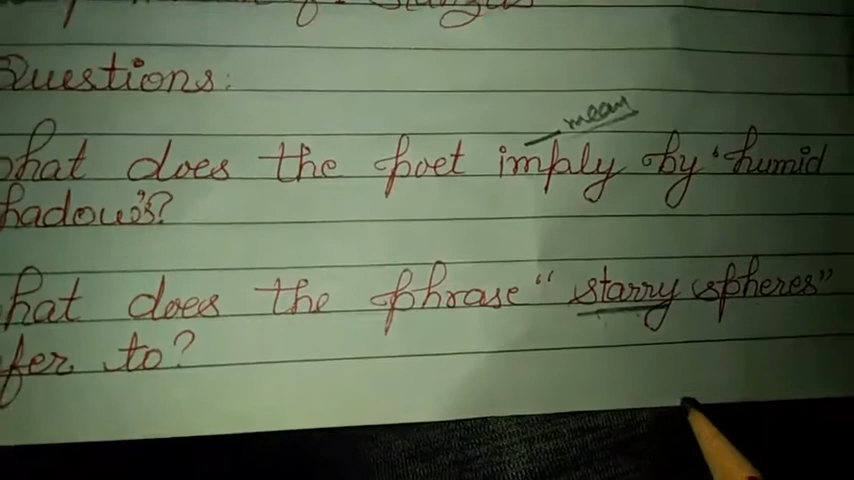 Questions:
mean
hat does the poet imply by "humid
hadows"?
hat does the phrase "starry spheres"
fer to?